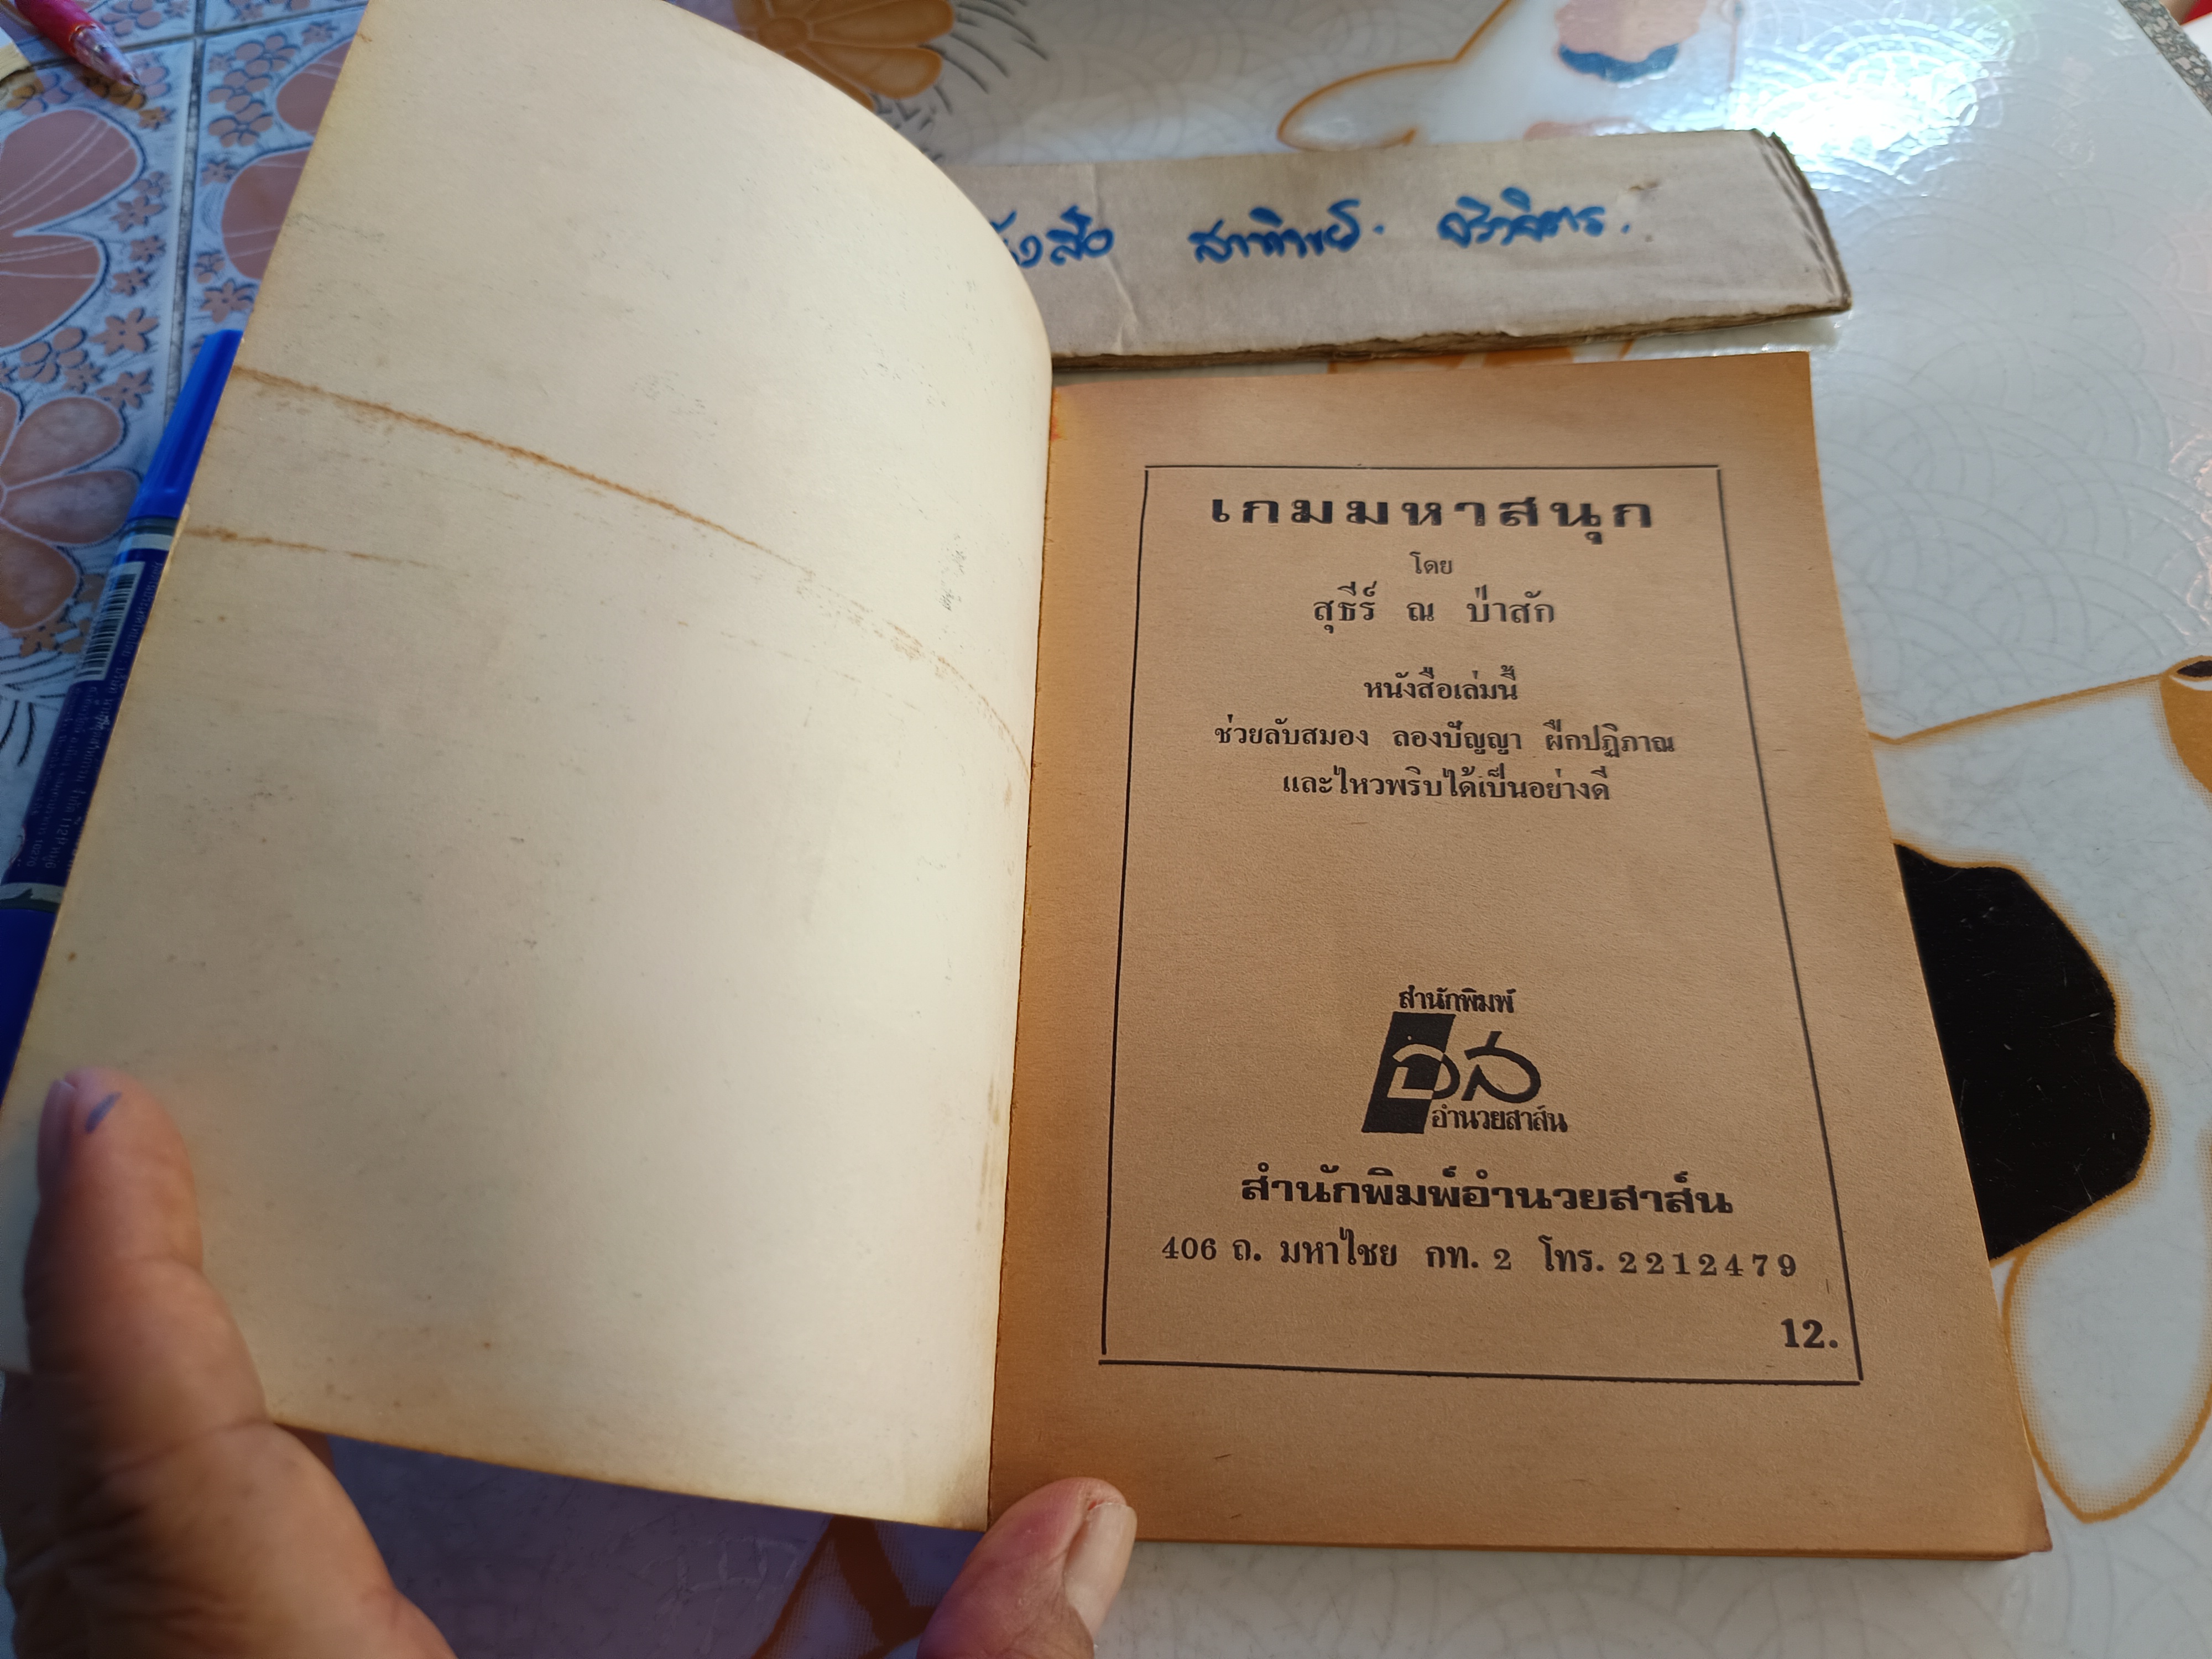 สือ สาทิพย์.
เกมมหาสนุก
โดย
สุธีร์ ณ ป่าสัก
หนังสือเล่มนี้
ช่วยลับสมอง ลองปัญญา ฝึกปฏิภาณ
และไหวพริบได้เป็นอย่างดี
สำนักพิมพ์
อส
อำนวยสาส์น
สำนักพิมพ์อำนวยสาส์น
406 ถ. มหาไชย กท. 2 โทร. 2212479
12.